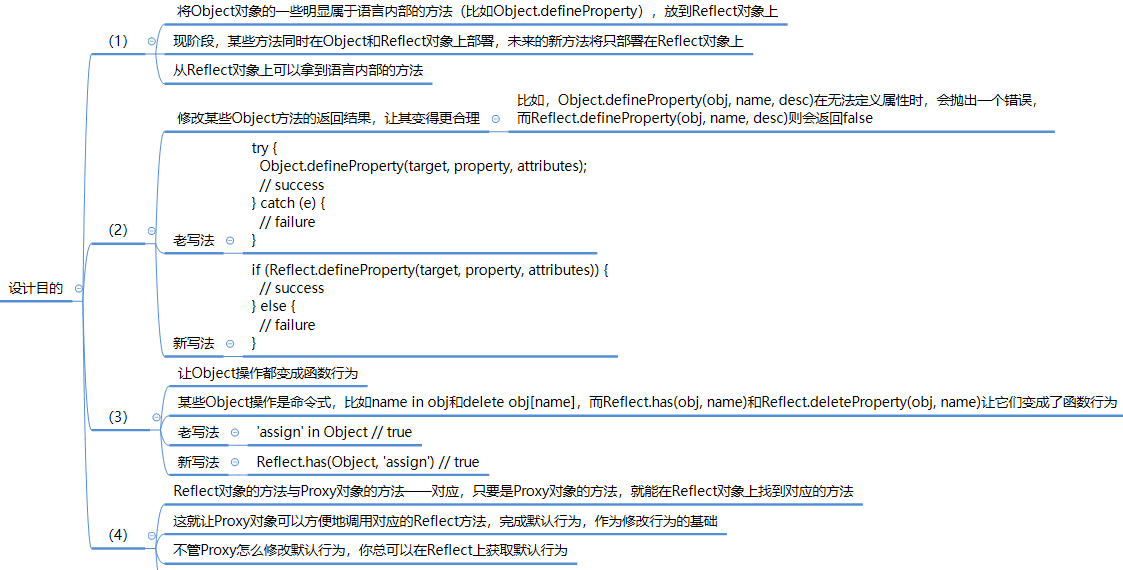 设计目的
(1)
将Object对象的一些明显属于语言内部的方法（比如Object.defineProperty），放到Reflect对象上
现阶段，某些方法同时在Object和Reflect对象上部署，未来的新方法将只部署在Reflect对象上
从Reflect对象上可以拿到语言内部的方法
(2)
修改某些Object方法的返回结果，让其变得更合理
比如，Object.defineProperty(obj, name, desc)在无法定义属性时，会抛出一个错误，
而Reflect.defineProperty(obj, name, desc)则会返回false
老写法
try {
Object.defineProperty(target, property, attributes);
// success
} catch (e) {
// failure
}
新写法
if (Reflect.defineProperty(target, property, attributes)) {
// success
} else {
// failure
}
(3)
让Object操作都变成函数行为
某些Object操作是命令式，比如name in obj和delete obj[name]，而Reflect.has(obj, name)和Reflect.deleteProperty(obj, name)让它们变成了函数行为
老写法
'assign' in Object // true
新写法
Reflect.has(Object, 'assign') // true
(4)
Reflect对象的方法与Proxy对象的方法一一对应，只要是Proxy对象的方法，就能在Reflect对象上找到对应的方法
这就让Proxy对象可以方便地调用对应的Reflect方法，完成默认行为，作为修改行为的基础
不管Proxy怎么修改默认行为，你总可以在Reflect上获取默认行为